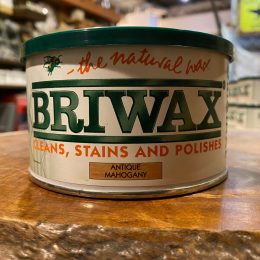 - the natural wax
BRIWAX
CLEANS, STAINS AND POLISHES
ANTIQUE
MAHOGANY